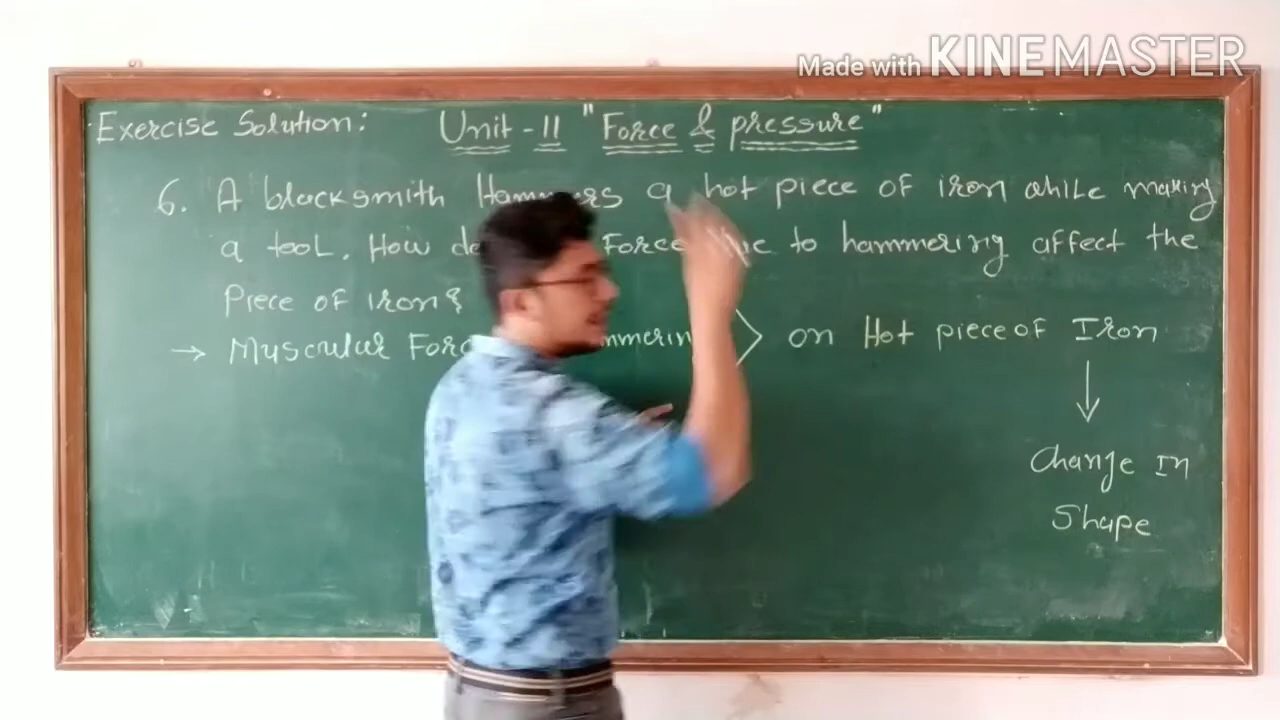 Made with KINEMASTER
Exercise Solution: Unit - 11 "Force & pressure"
6. A blacksmith Hammers a hot piece of iron while making
a tool. How Force to hammering affect the
Piece of iron?
→ Muscular on Hot piece of Iron
↓
Change In
Shape